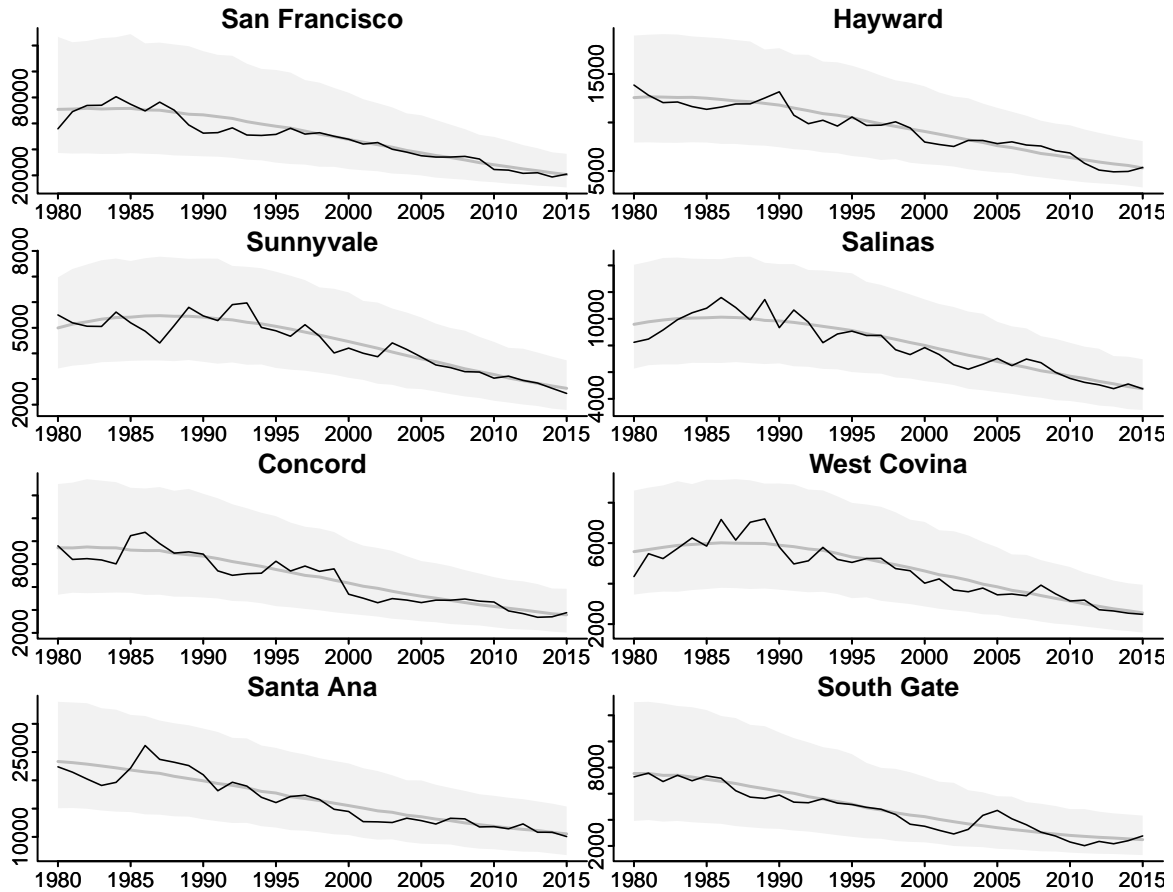 San Francisco
20000 80000
1980 1985 1990 1995 2000 2005 2010 2015
Hayward
5000 15000
1980 1985 1990 1995 2000 2005 2010 2015
Sunnyvale
2000 5000 8000
1980 1985 1990 1995 2000 2005 2010 2015
Salinas
4000 10000
1980 1985 1990 1995 2000 2005 2010 2015
Concord
2000 8000
1980 1985 1990 1995 2000 2005 2010 2015
West Covina
2000 6000
1980 1985 1990 1995 2000 2005 2010 2015
Santa Ana
10000 25000
1980 1985 1990 1995 2000 2005 2010 2015
South Gate
2000 8000
1980 1985 1990 1995 2000 2005 2010 2015